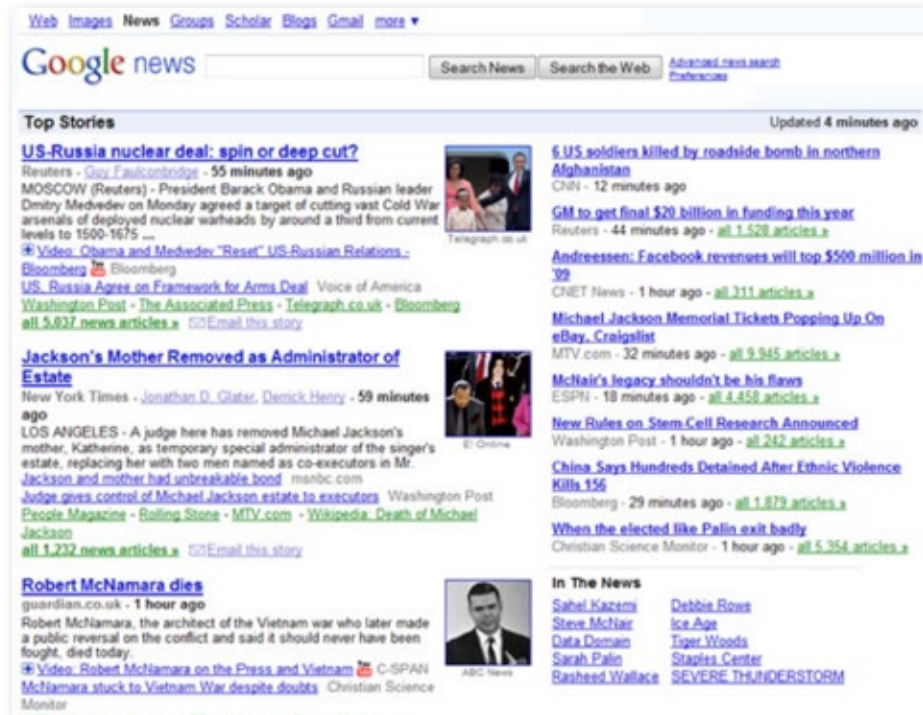 Web Images News Groups Scholar Blogs Gmail more ▼
Google news Search News Search the Web Advanced news search
Preferences
Top Stories Updated 4 minutes ago
US-Russia nuclear deal: spin or deep cut?
Reuters - Guy Faulconbridge - 55 minutes ago
MOSCOW (Reuters) - President Barack Obama and Russian leader
Dmitry Medvedev on Monday agreed a target of cutting vast Cold War
arsenals of deployed nuclear warheads by around a third from current
levels to 1500-1675 ....
Video: Obama and Medvedev "Reset" US-Russian Relations -
Bloomberg Bloomberg
US, Russia Agree on Framework for Arms Deal Voice of America
Washington Post - The Associated Press - Telegraph.co.uk - Bloomberg
all 5,037 news articles » Email this story
Telegraph.co.uk
Jackson's Mother Removed as Administrator of
Estate
New York Times - Jonathan D. Glater, Derrick Henry - 59 minutes
ago
LOS ANGELES - A judge here has removed Michael Jackson's
mother, Katherine, as temporary special administrator of the singer's
estate, replacing her with two men named as co-executors in Mr.
Jackson and mother had unbreakable bond msnbc.com
Judge gives control of Michael Jackson estate to executors Washington Post
People Magazine - Rolling Stone - MTV.com - Wikipedia: Death of Michael
Jackson
all 1,232 news articles » Email this story
E! Online
Robert McNamara dies
guardian.co.uk - 1 hour ago
Robert McNamara, the architect of the Vietnam war who later made
a public reversal on the conflict and said it should never have been
fought, died today.
Video: Robert McNamara on the Press and Vietnam C-SPAN
McNamara stuck to Vietnam War despite doubts Christian Science
Monitor
ABC News
6 US soldiers killed by roadside bomb in northern
Afghanistan
CNN - 12 minutes ago
GM to get final $20 billion in funding this year
Reuters - 44 minutes ago - all 1,528 articles »
Andreessen: Facebook revenues will top $500 million in
'09
CNET News - 1 hour ago - all 311 articles »
Michael Jackson Memorial Tickets Popping Up On
eBay, Craigslist
MTV.com - 32 minutes ago - all 9,945 articles »
McNair's legacy shouldn't be his flaws
ESPN - 18 minutes ago - all 4,458 articles »
New Rules on Stem Cell Research Announced
Washington Post - 1 hour ago - all 242 articles »
China Says Hundreds Detained After Ethnic Violence
Kills 156
Bloomberg - 29 minutes ago - all 1,879 articles »
When the elected like Palin exit badly
Christian Science Monitor - 1 hour ago - all 5,354 articles »
In The News
Sahel Kazemi Debbie Rowe
Steve McNair Ice Age
Data Domain Tiger Woods
Sarah Palin Staples Center
Rasheed Wallace SEVERE THUNDERSTORM